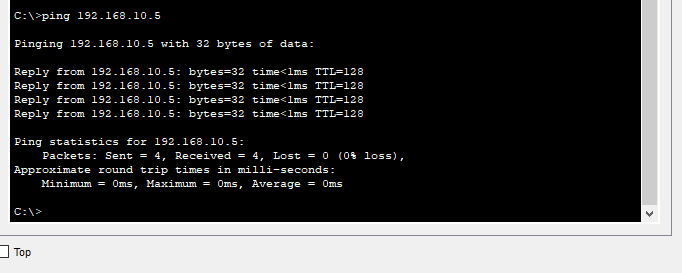 C:\>ping 192.168.10.5
Pinging 192.168.10.5 with 32 bytes of data:
Reply from 192.168.10.5: bytes=32 time<1ms TTL=128
Reply from 192.168.10.5: bytes=32 time<1ms TTL=128
Reply from 192.168.10.5: bytes=32 time<1ms TTL=128
Reply from 192.168.10.5: bytes=32 time<1ms TTL=128
Ping statistics for 192.168.10.5:
    Packets: Sent = 4, Received = 4, Lost = 0 (0% loss),
Approximate round trip times in milli-seconds:
    Minimum = 0ms, Maximum = 0ms, Average = 0ms
C:\>
Top